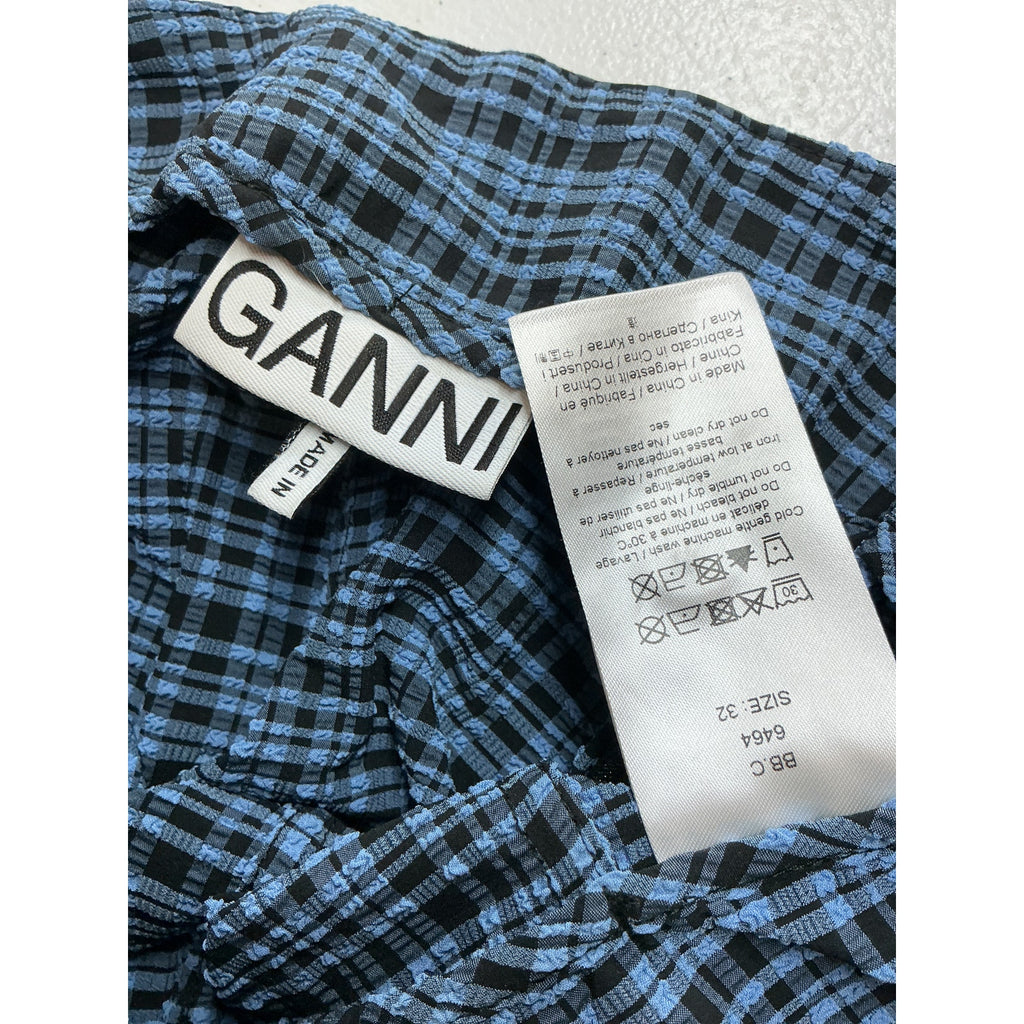 GANNI
MADE IN
BB.C
6464
SIZE: 32
30
Cold gentle machine wash / Lavage
délicat en machine à 30°C
Do not bleach / Ne pas blanchir
Do not tumble dry / Ne pas utiliser de
sèche-linge
Iron at low temperature / Repasser à
basse température
Do not dry clean / Ne pas nettoyer à
sec
Made in China / Fabriqué en
Chine / Hergestellt in China /
Fabbricato in Cina / Produsert i
Kina / Сделано в Китае / 中国制
造